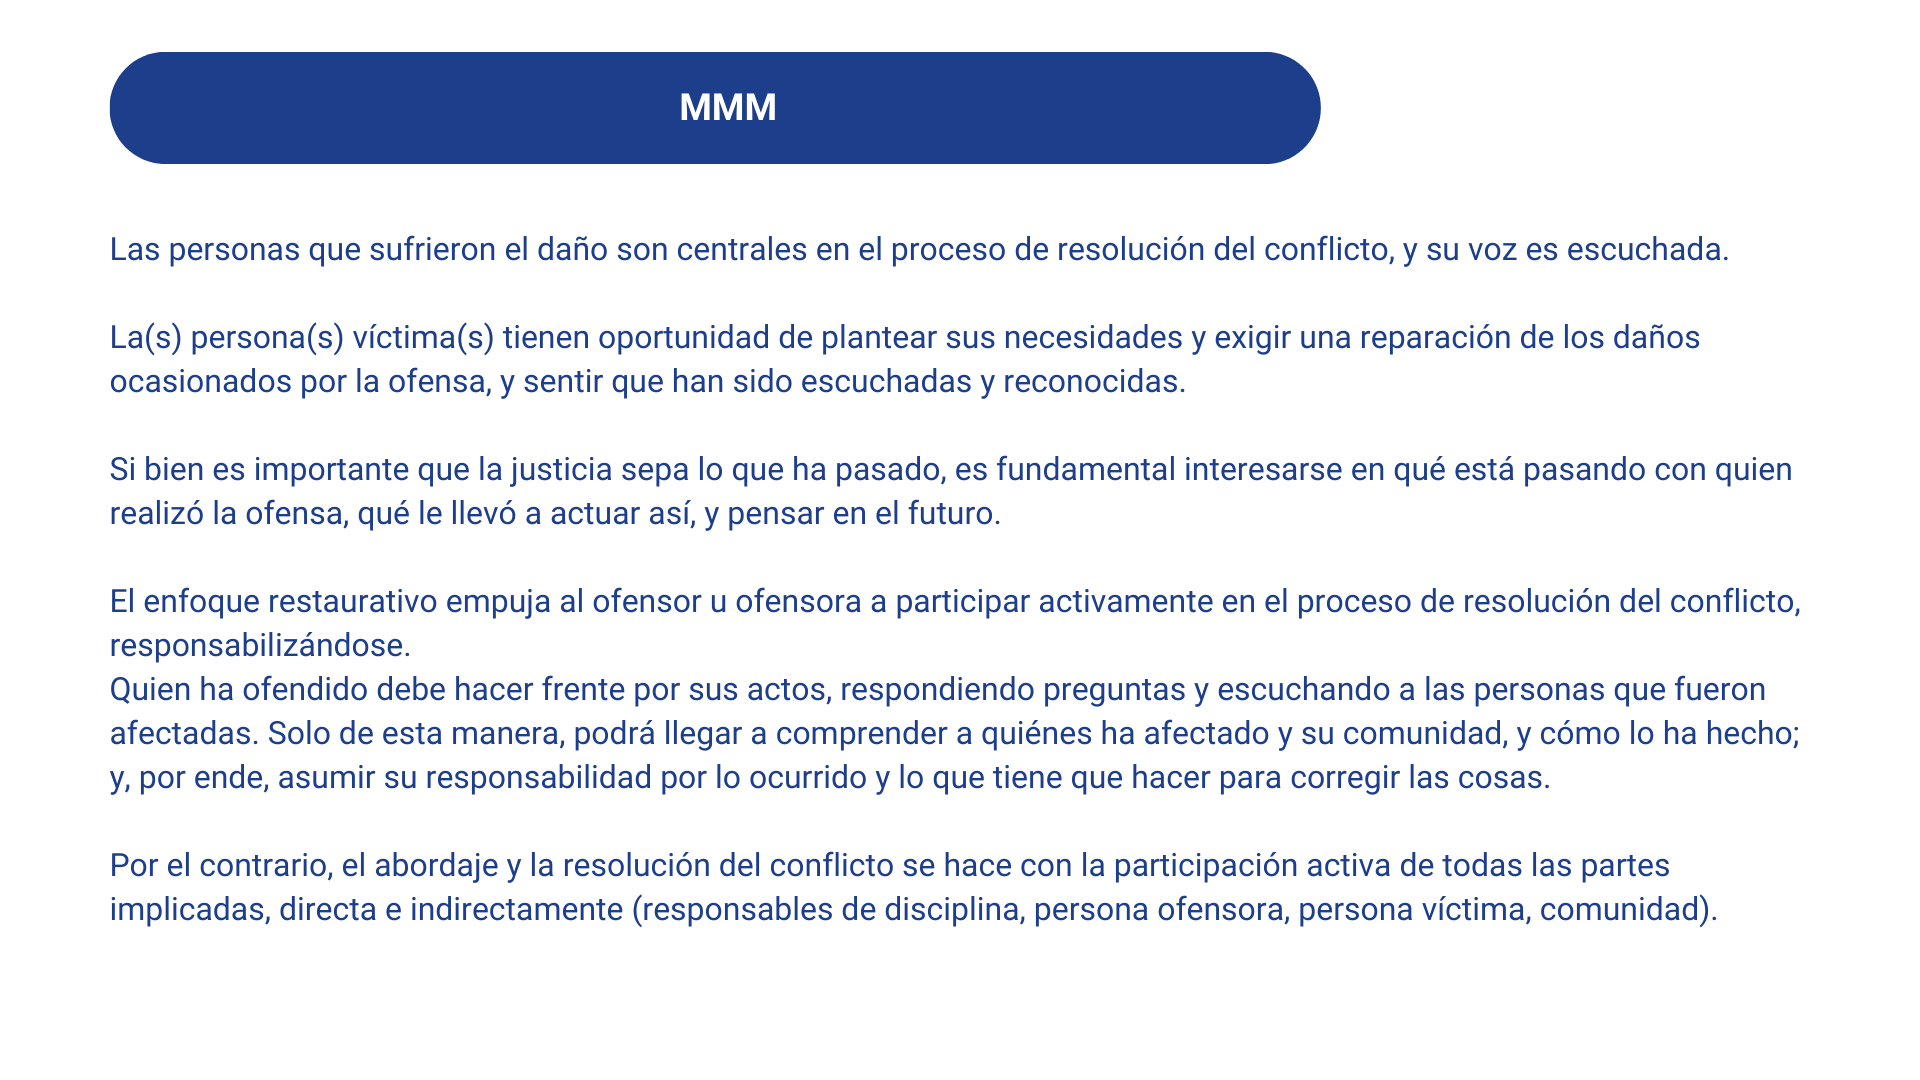 MMM
Las personas que sufrieron el daño son centrales en el proceso de resolución del conflicto, y su voz es escuchada.
La(s) persona(s) víctima(s) tienen oportunidad de plantear sus necesidades y exigir una reparación de los daños
ocasionados por la ofensa, y sentir que han sido escuchadas y reconocidas.
Si bien es importante que la justicia sepa lo que ha pasado, es fundamental interesarse en qué está pasando con quien
realizó la ofensa, qué le llevó a actuar así, y pensar en el futuro.
El enfoque restaurativo empuja al ofensor u ofensora a participar activamente en el proceso de resolución del conflicto,
responsabilizándose.
Quien ha ofendido debe hacer frente por sus actos, respondiendo preguntas y escuchando a las personas que fueron
afectadas. Solo de esta manera, podrá llegar a comprender a quiénes ha afectado y su comunidad, y cómo lo ha hecho;
y, por ende, asumir su responsabilidad por lo ocurrido y lo que tiene que hacer para corregir las cosas.
Por el contrario, el abordaje y la resolución del conflicto se hace con la participación activa de todas las partes
implicadas, directa e indirectamente (responsables de disciplina, persona ofensora, persona víctima, comunidad).